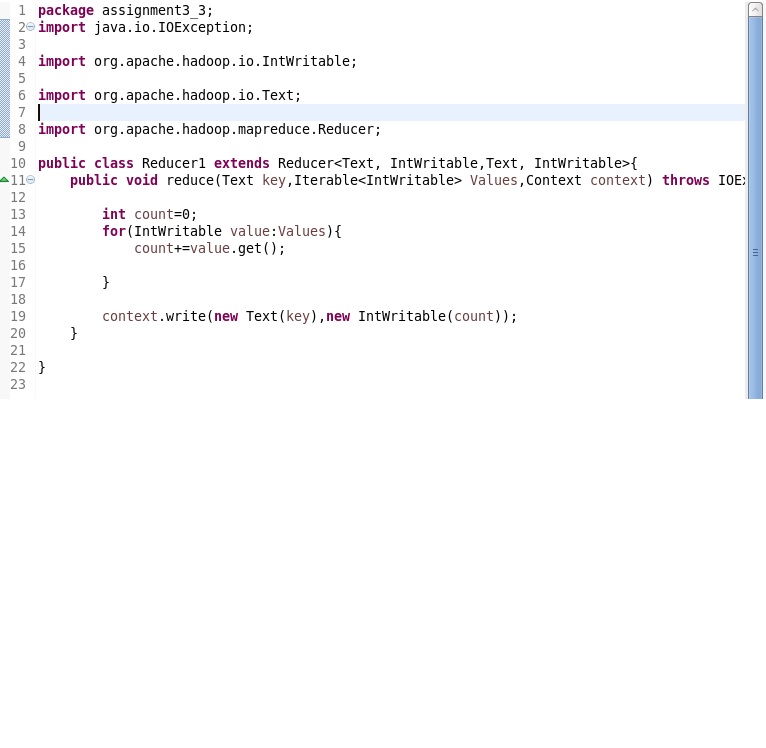 1 package assignment3_3;
2 import java.io.IOException;
3
4 import org.apache.hadoop.io.IntWritable;
5
6 import org.apache.hadoop.io.Text;
7
8 import org.apache.hadoop.mapreduce.Reducer;
9
10 public class Reducer1 extends Reducer<Text, IntWritable,Text, IntWritable>{
11 public void reduce(Text key,Iterable<IntWritable> Values,Context context) throws IOEx
12
13 int count=0;
14 for(IntWritable value:Values){
15 count+=value.get();
16
17 }
18
19 context.write(new Text(key),new IntWritable(count));
20 }
21
22 }
23